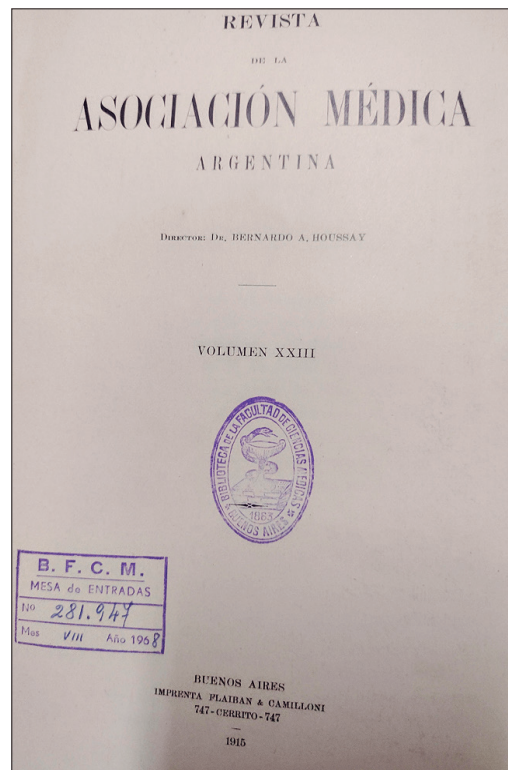 REVISTA
DE LA
ASOCIACIÓN MÉDICA
ARGENTINA
DIRECTOR: DR. BERNARDO A. HOUSSAY
VOLUMEN XXIII
BIBLIOTECA DE LA FACULTAD DE CIENCIAS MEDICAS
1863
BUENOS AIRES
B. F. C. M.
MESA de ENTRADAS
No 281.947
Mes VIII Año 1968
BUENOS AIRES
IMPRENTA FLAIBAN & CAMILLONI
747-CERRITO-747
1915